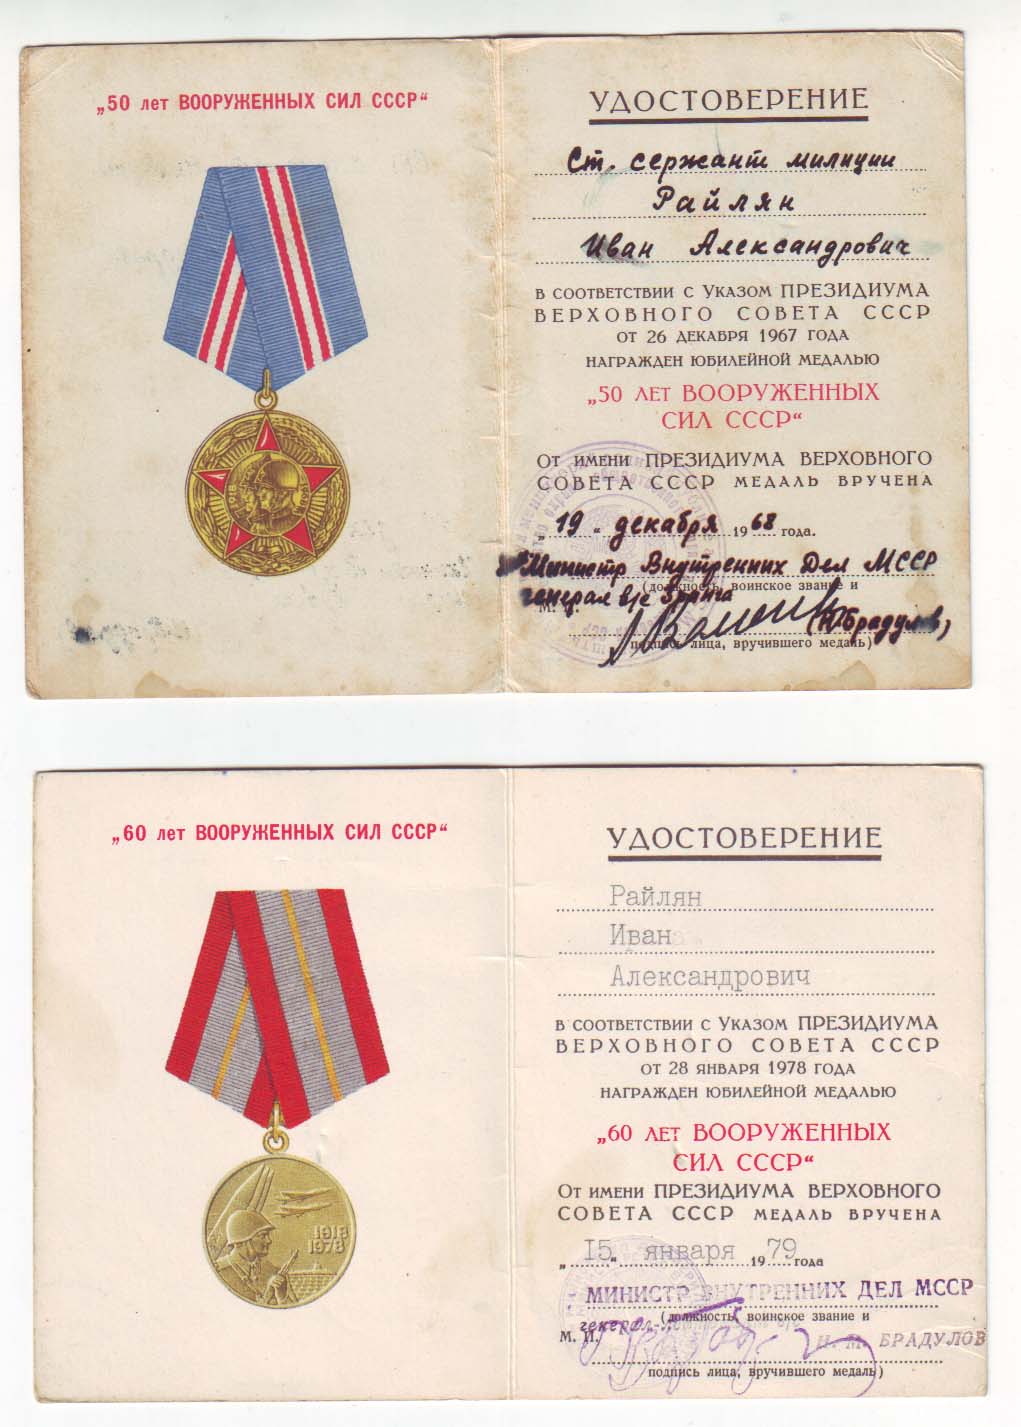 „50 лет ВООРУЖЕННЫХ СИЛ СССР“
УДОСТОВЕРЕНИЕ
Ст. сержант милиции
Райлян
Иван Александрович
В СООТВЕТСТВИИ С УКАЗОМ ПРЕЗИДИУМА
ВЕРХОВНОГО СОВЕТА СССР
ОТ 26 ДЕКАБРЯ 1967 ГОДА
НАГРАЖДЕН ЮБИЛЕЙНОЙ МЕДАЛЬЮ
„50 ЛЕТ ВООРУЖЕННЫХ
СИЛ СССР“
ОТ ИМЕНИ ПРЕЗИДИУМА ВЕРХОВНОГО
СОВЕТА СССР МЕДАЛЬ ВРУЧЕНА
„19“ декабря 1968 года.
Министр Внутренних Дел МССР
(должность, воинское звание и
генерал в/с 3 ранга
М. П.
(Н. Брадулов)
подпись лица, вручившего медаль)
„60 лет ВООРУЖЕННЫХ СИЛ СССР“
1918
1978
УДОСТОВЕРЕНИЕ
Райлян
Иван
Александрович
В СООТВЕТСТВИИ С УКАЗОМ ПРЕЗИДИУМА
ВЕРХОВНОГО СОВЕТА СССР
ОТ 28 ЯНВАРЯ 1978 ГОДА
НАГРАЖДЕН ЮБИЛЕЙНОЙ МЕДАЛЬЮ
„60 ЛЕТ ВООРУЖЕННЫХ
СИЛ СССР“
ОТ ИМЕНИ ПРЕЗИДИУМА ВЕРХОВНОГО
СОВЕТА СССР МЕДАЛЬ ВРУЧЕНА
„15“ января 1979 года
МИНИСТР ВНУТРЕННИХ ДЕЛ МССР
(должность, воинское звание и
М. П.
Н. М. БРАДУЛОВ
подпись лица, вручившего медаль)